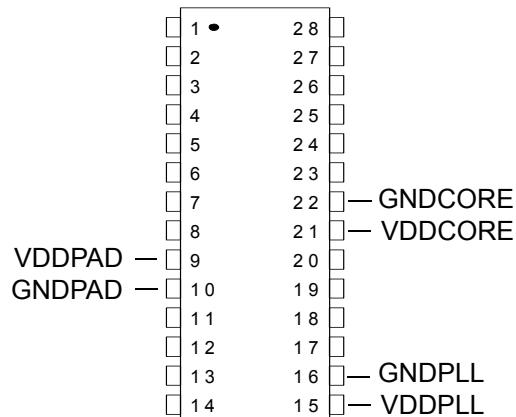 1 28
2 27
3 26
4 25
5 24
6 23
7 22 GNDCORE
8 21 VDDCORE
VDDPAD 9 20
GNDPAD 10 19
11 18
12 17
13 16 GNDPLL
14 15 VDDPLL